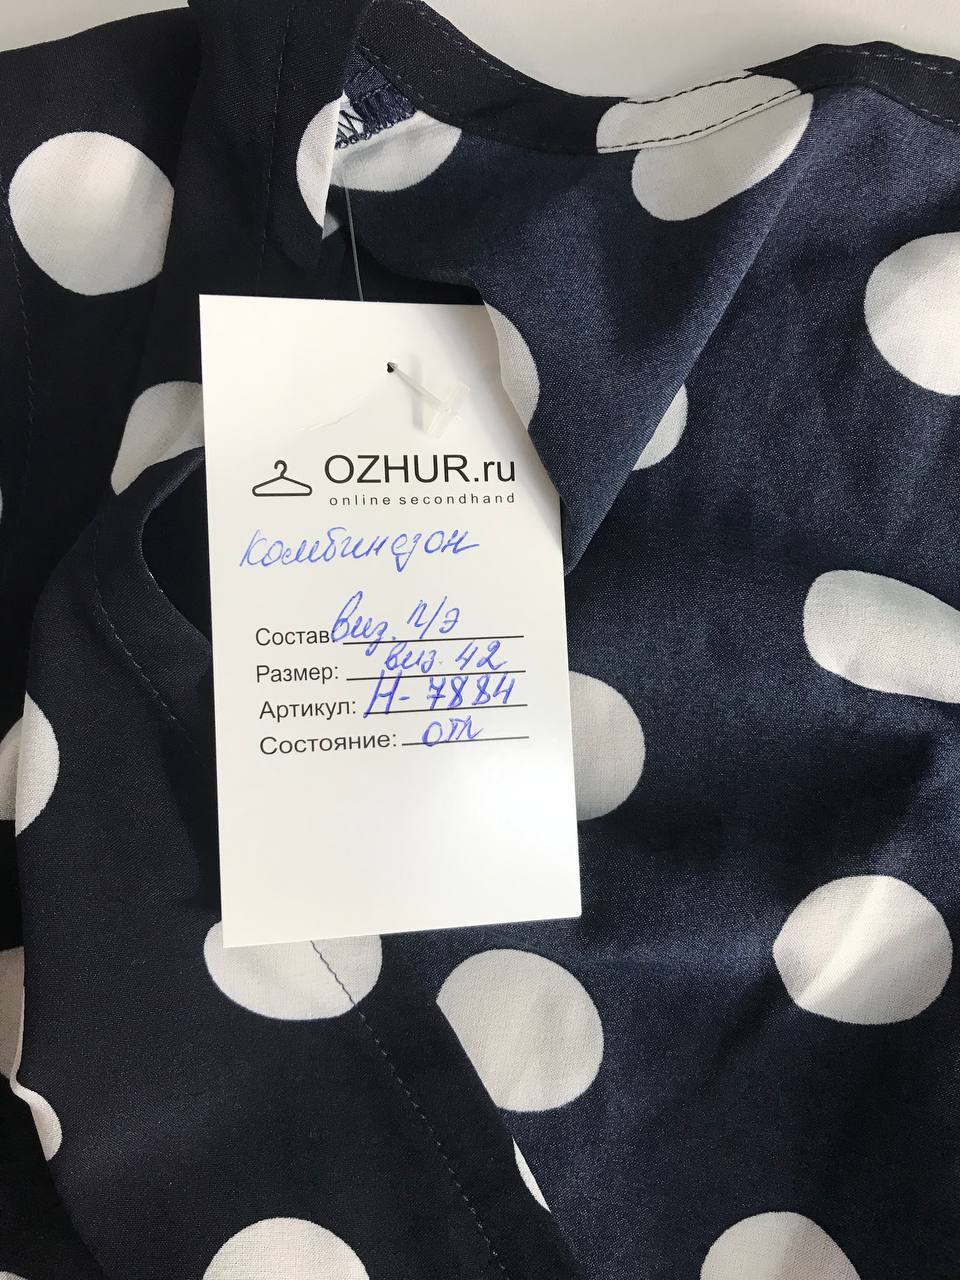 OZHUR.ru
online secondhand
комбинезон
Состав: виз. п/э
Размер: виз. 42
Артикул: Н-7884
Состояние: отл